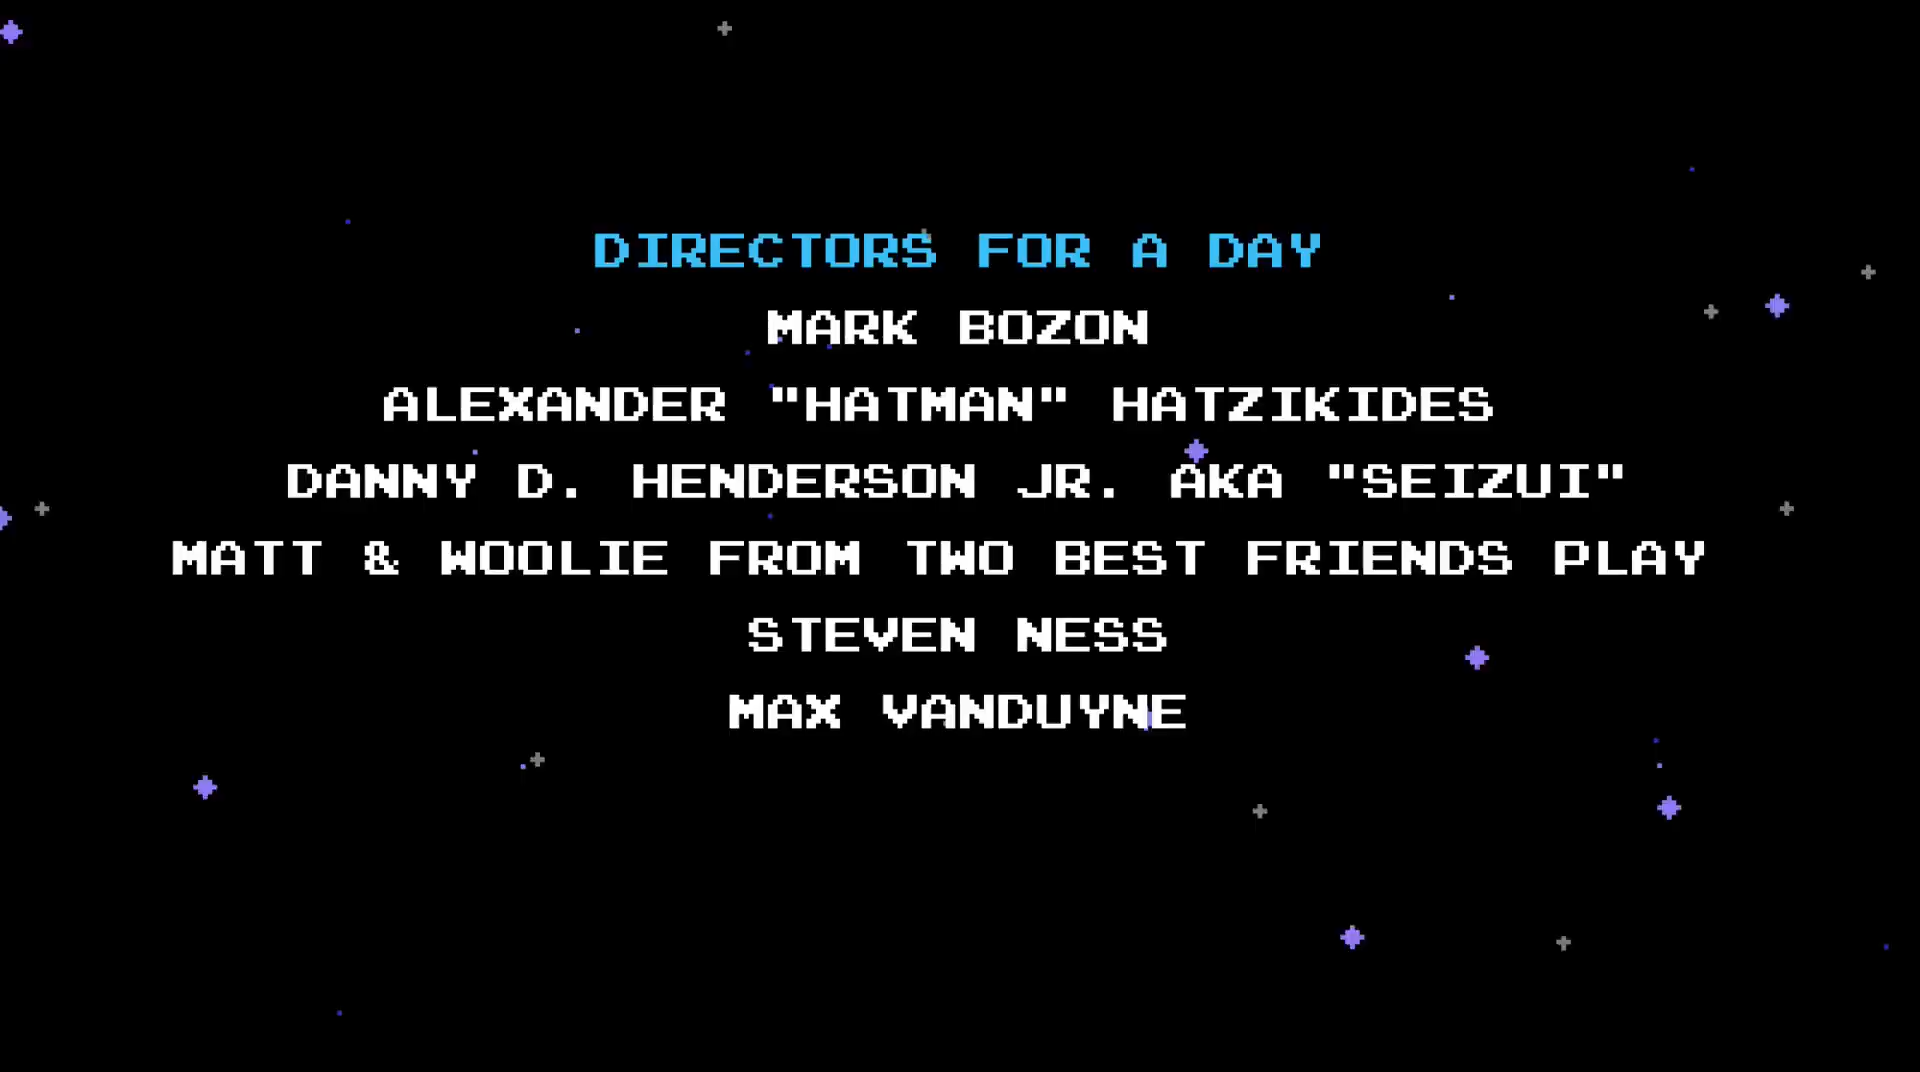 DIRECTORS FOR A DAY
MARK BOZON
ALEXANDER "HATMAN" HATZIKIDES
DANNY D. HENDERSON JR. AKA "SEIZUI"
MATT & WOOLIE FROM TWO BEST FRIENDS PLAY
STEVEN NESS
MAX VANDUYNE